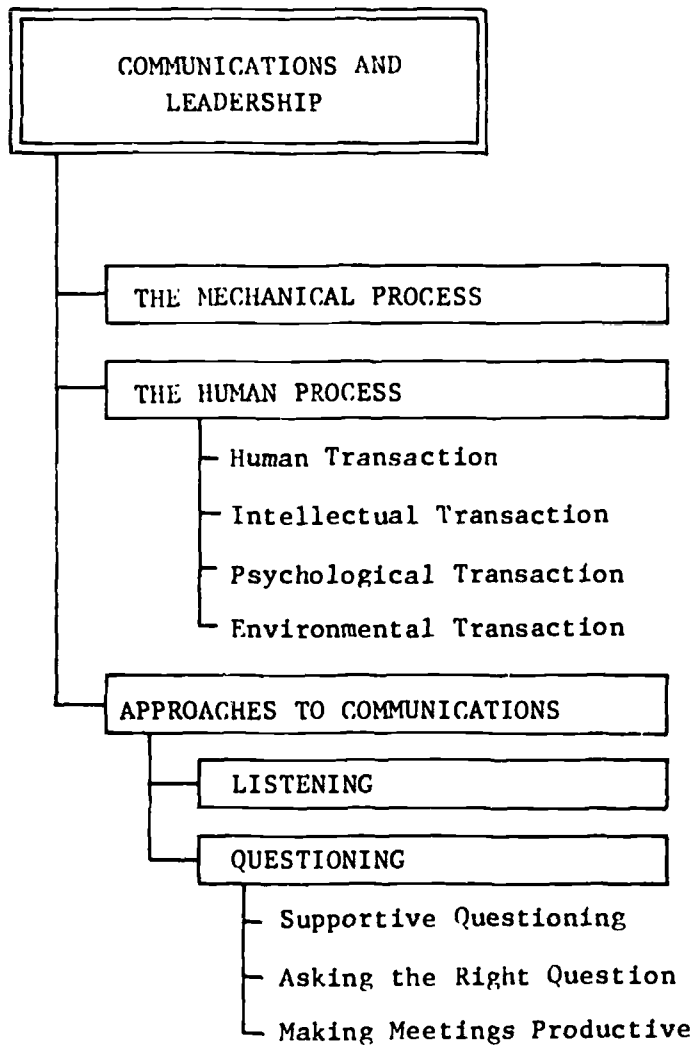 COMMUNICATIONS AND
LEADERSHIP
THE MECHANICAL PROCESS
THE HUMAN PROCESS
Human Transaction
Intellectual Transaction
Psychological Transaction
Environmental Transaction
APPROACHES TO COMMUNICATIONS
LISTENING
QUESTIONING
Supportive Questioning
Asking the Right Question
Making Meetings Productive